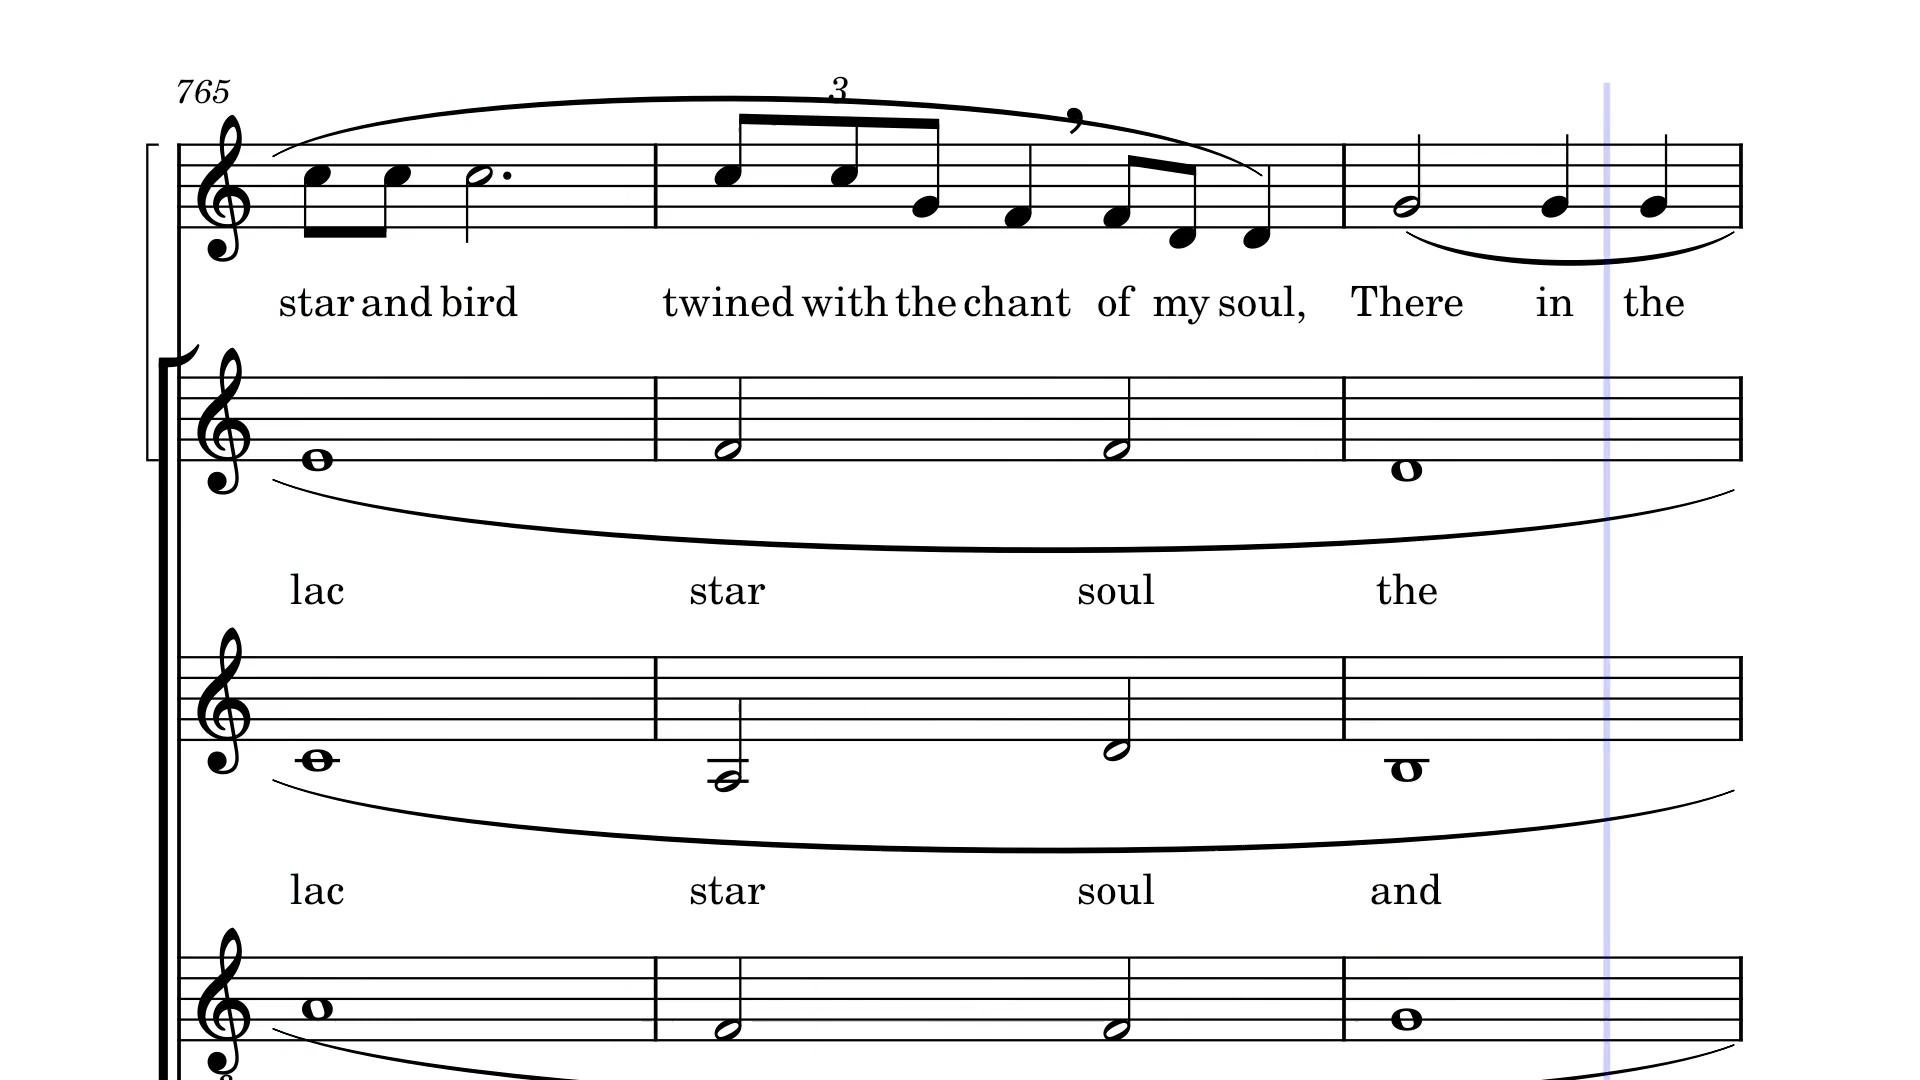 765
3
star and bird twined with the chant of my soul, There in the
lac star soul the
lac star soul and